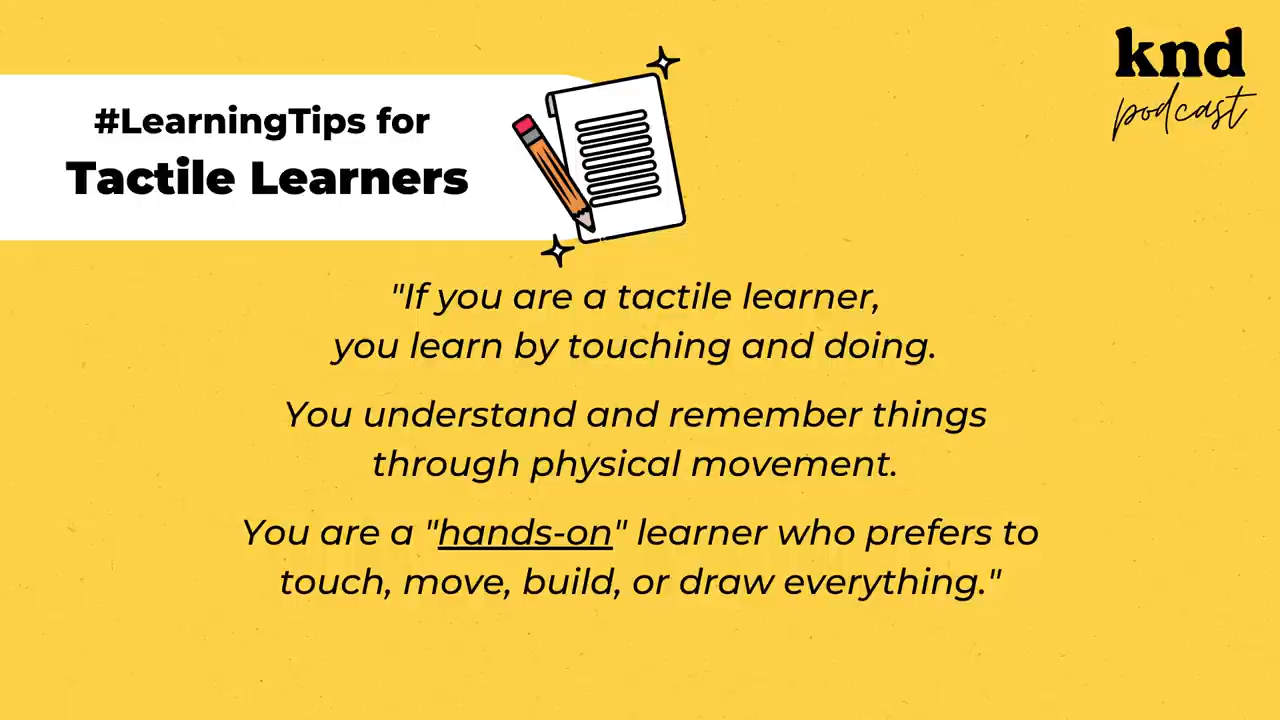 knd
podcast
#LearningTips for
Tactile Learners
"If you are a tactile learner,
you learn by touching and doing.
You understand and remember things
through physical movement.
You are a "hands-on" learner who prefers to
touch, move, build, or draw everything."